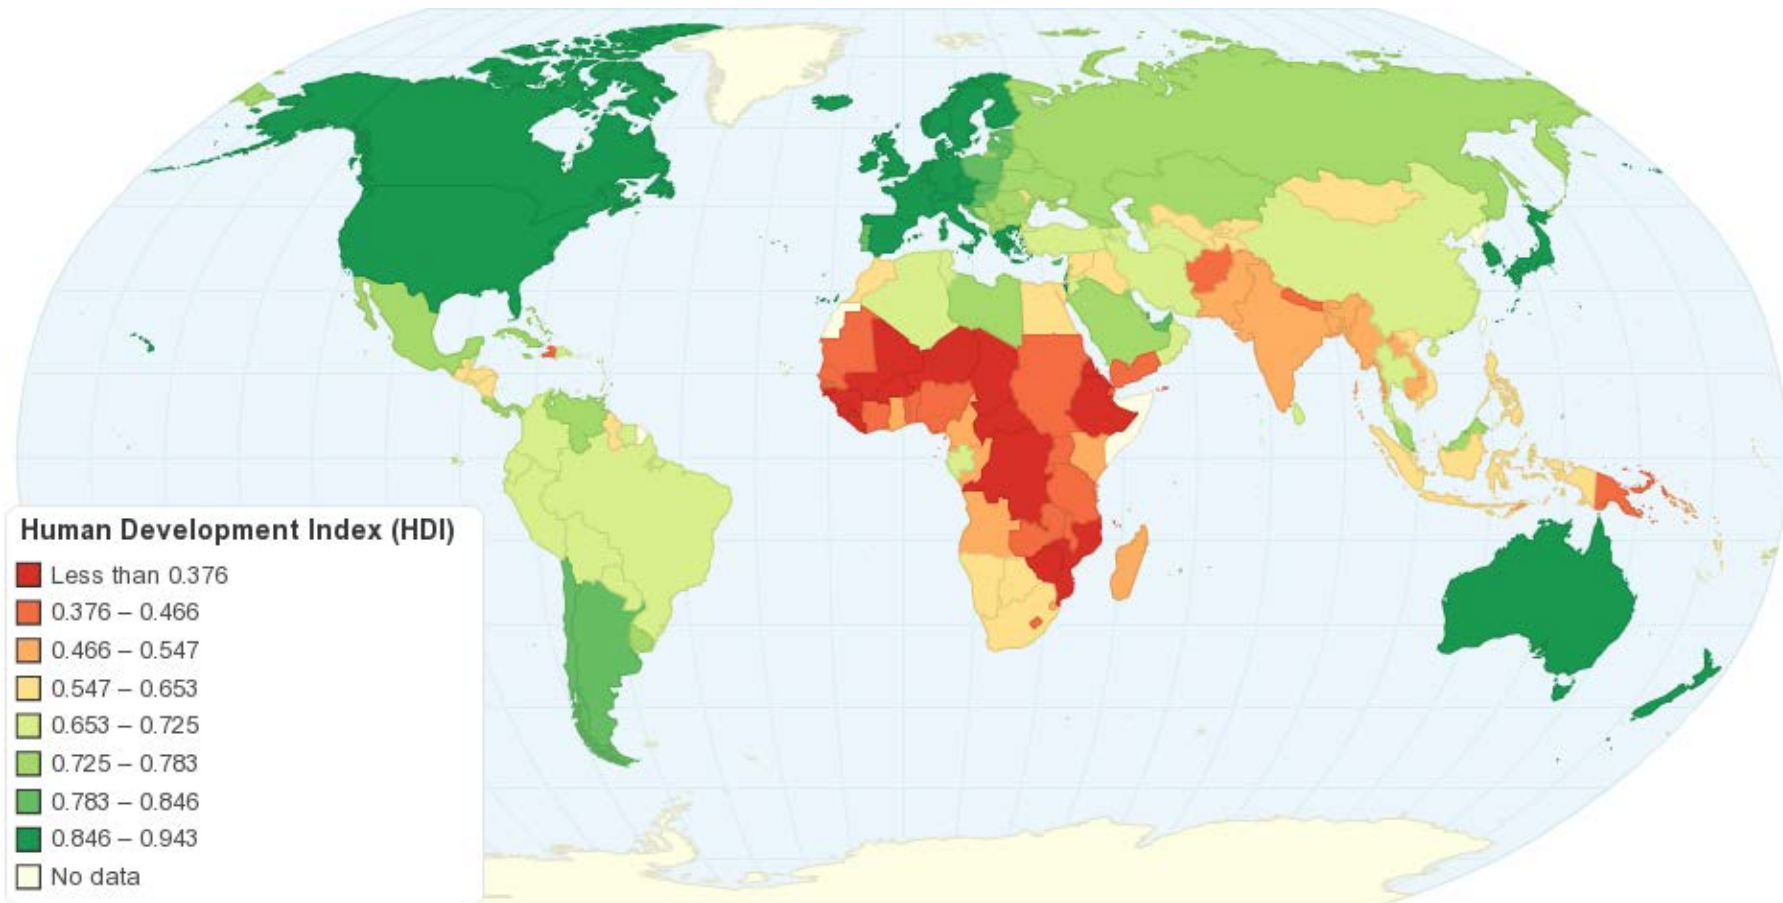 Human Development Index (HDI)
Less than 0.376
0.376 – 0.466
0.466 – 0.547
0.547 – 0.653
0.653 – 0.725
0.725 – 0.783
0.783 – 0.846
0.846 – 0.943
No data